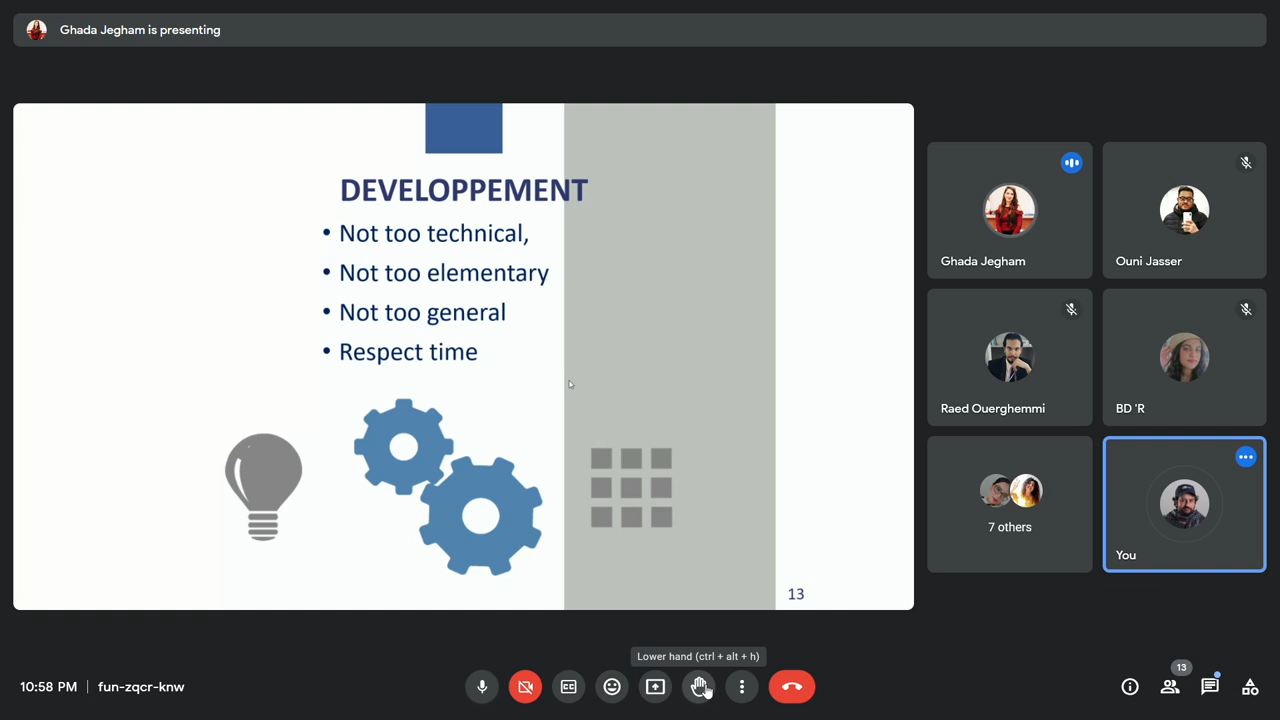 Ghada Jegham is presenting
DEVELOPPEMENT
• Not too technical,
• Not too elementary
• Not too general
• Respect time
13
Ghada Jegham
Ouni Jasser
Raed Ouerghemmi
BD 'R
7 others
You
Lower hand (ctrl + alt + h)
10:58 PM | fun-zqcr-knw
13